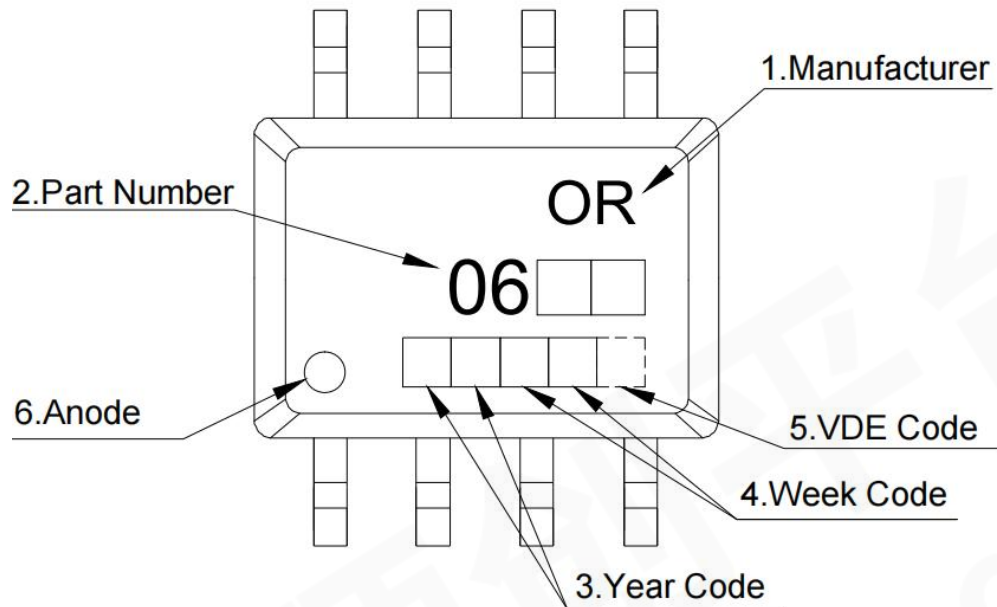 1.Manufacturer
2.Part Number
OR
06
6.Anode
5.VDE Code
4.Week Code
3.Year Code